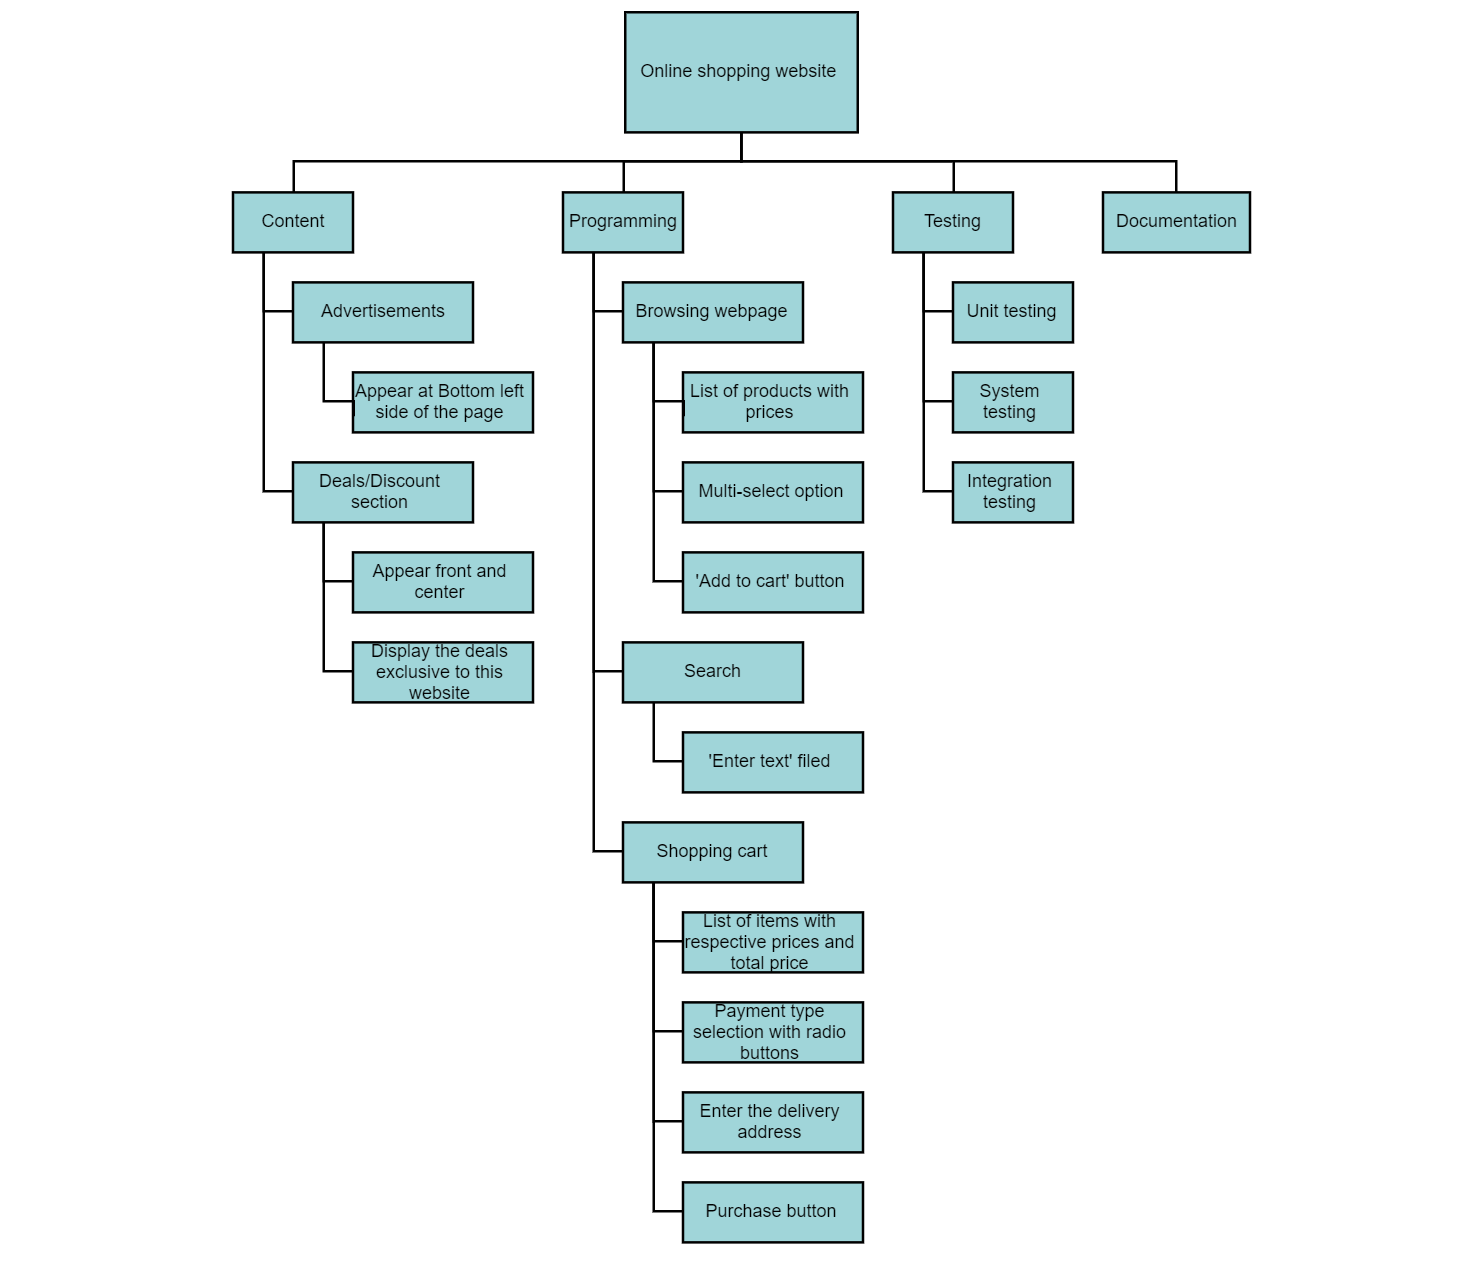 Online shopping website
Content
Programming
Testing
Documentation
Advertisements
Appear at Bottom left
side of the page
Deals/Discount
section
Appear front and
center
Display the deals
exclusive to this
website
Browsing webpage
List of products with
prices
Multi-select option
'Add to cart' button
Search
'Enter text' filed
Shopping cart
List of items with
respective prices and
total price
Payment type
selection with radio
buttons
Enter the delivery
address
Purchase button
Unit testing
System
testing
Integration
testing